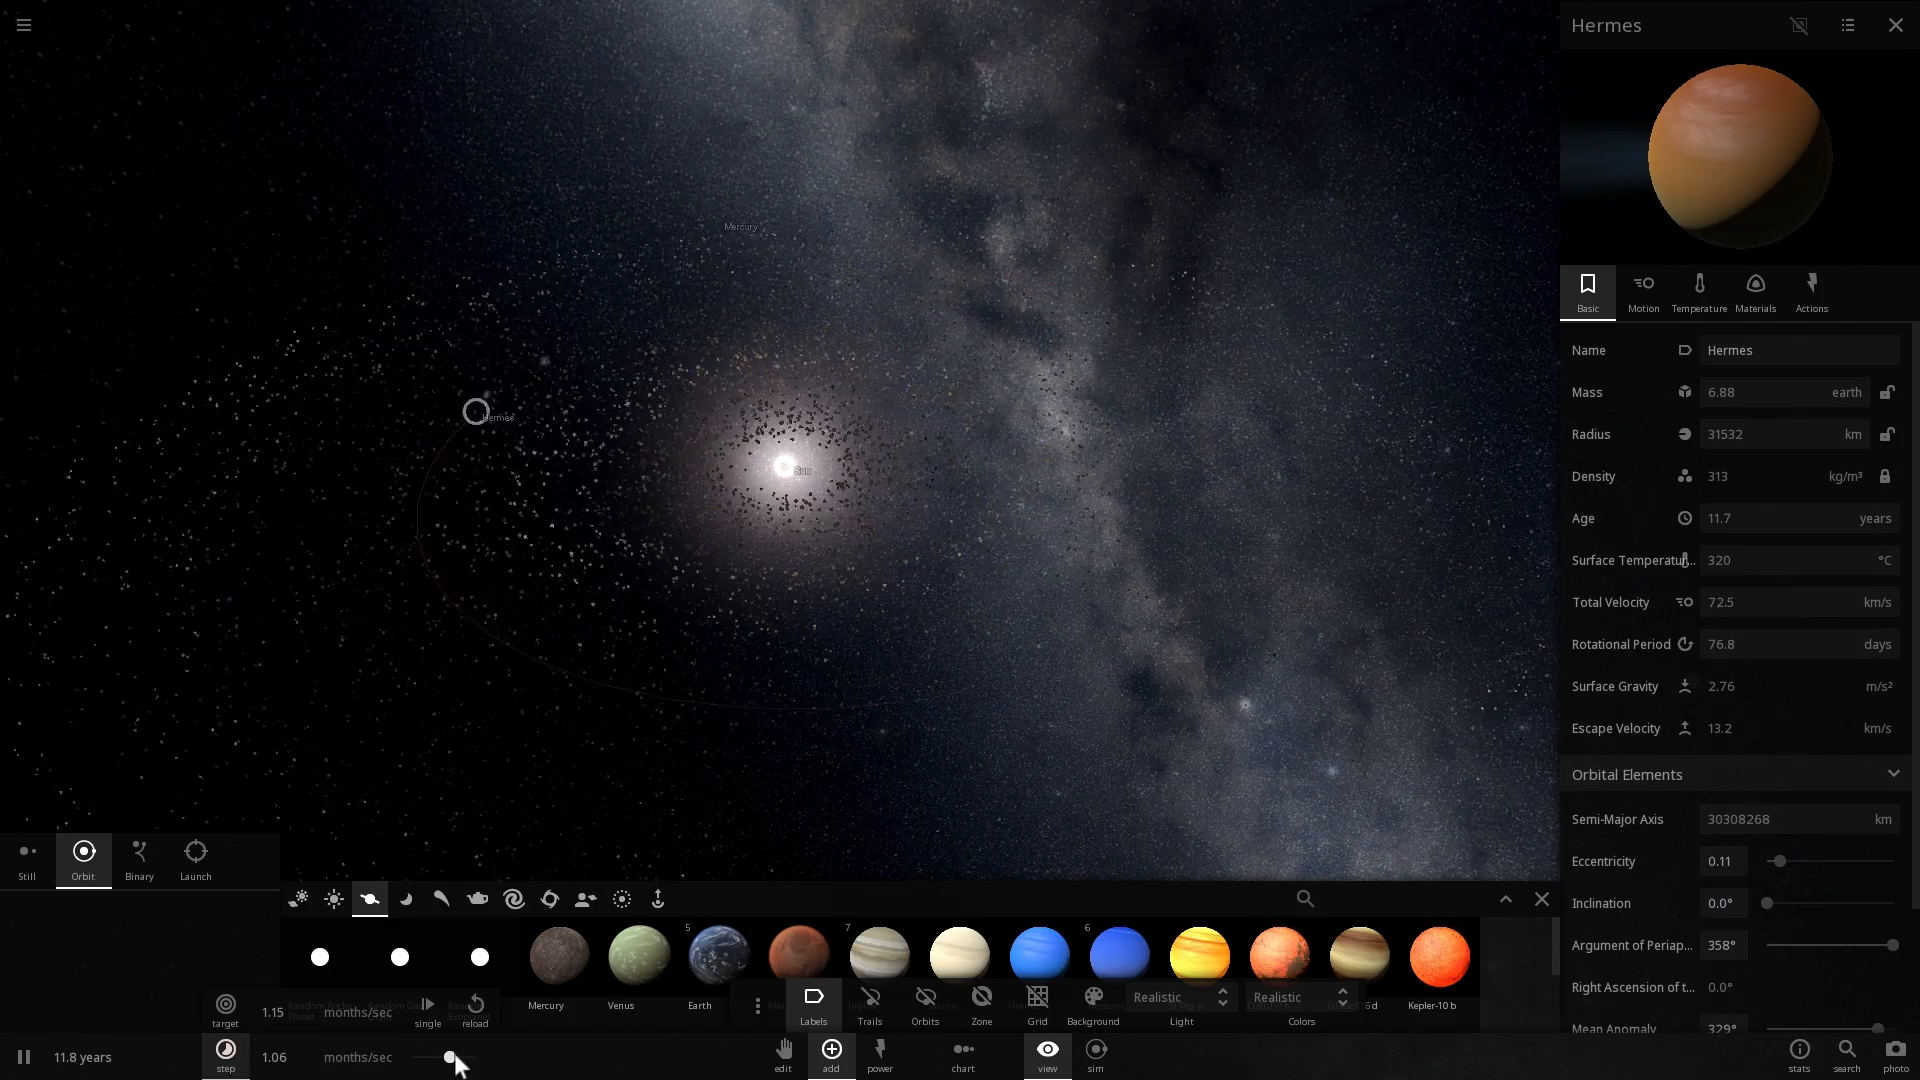 Hermes
Mercury
Hermes
Sun
Basic
Motion
Temperature
Materials
Actions
Name Hermes
Mass 6.88 earth
Radius 31532 km
Density 313 kg/m³
Age 11.7 years
Surface Temperatur... 320 °C
Total Velocity 72.5 km/s
Rotational Period 76.8 days
Surface Gravity 2.76 m/s²
Escape Velocity 13.2 km/s
Orbital Elements
Semi-Major Axis 30308268 km
Eccentricity 0.11
Inclination 0.0°
Argument of Periap... 358°
Right Ascension of t... 0.0°
Mean Anomaly 329°
Still
Orbit
Binary
Launch
5
7
6
Mercury
Venus
Earth
6 d
Kepler-10 b
target
1.15 months/sec
single
reload
Labels
Trails
Orbits
Zone
Grid
Background
Realistic
Light
Realistic
Colors
11.8 years
step
1.06 months/sec
edit
add
power
chart
view
sim
stats
search
photo